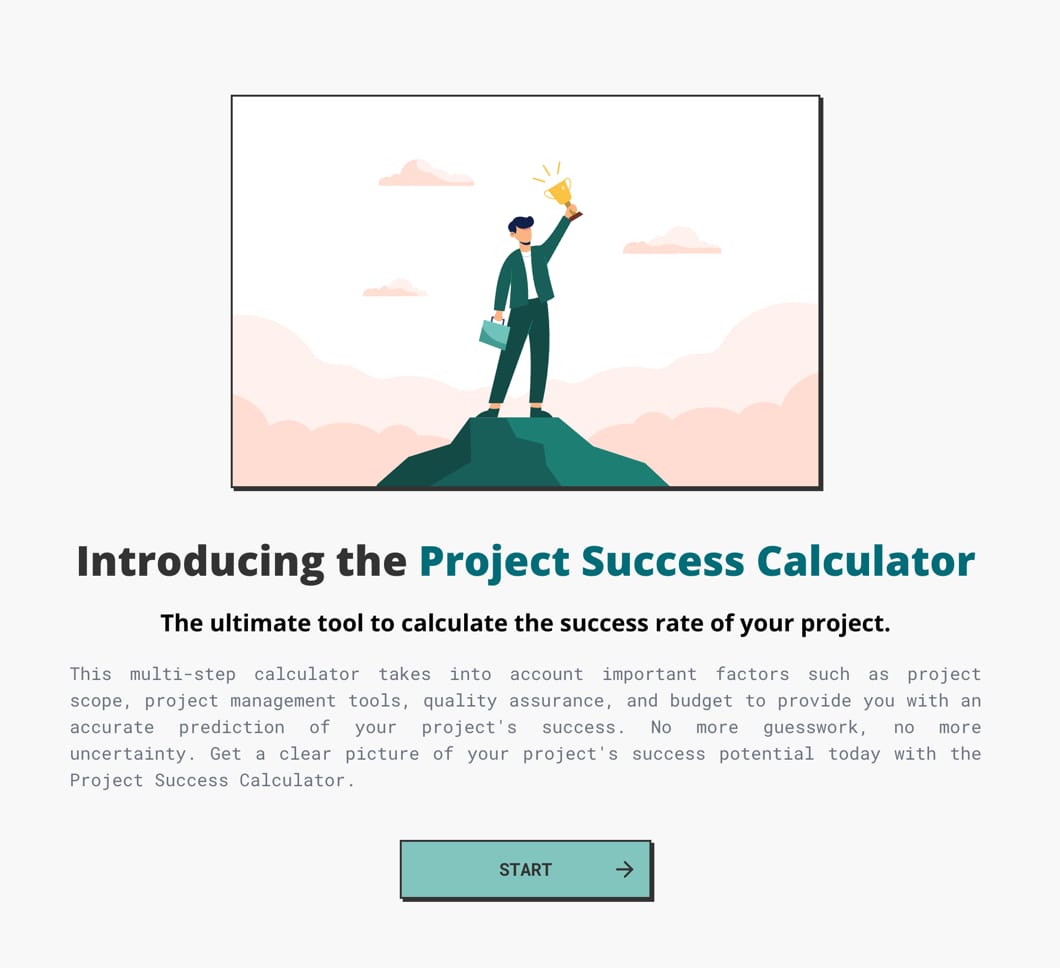 Introducing the Project Success Calculator
The ultimate tool to calculate the success rate of your project.
This multi-step calculator takes into account important factors such as project
scope, project management tools, quality assurance, and budget to provide you with an
accurate prediction of your project's success. No more guesswork, no more
uncertainty. Get a clear picture of your project's success potential today with the
Project Success Calculator.
START